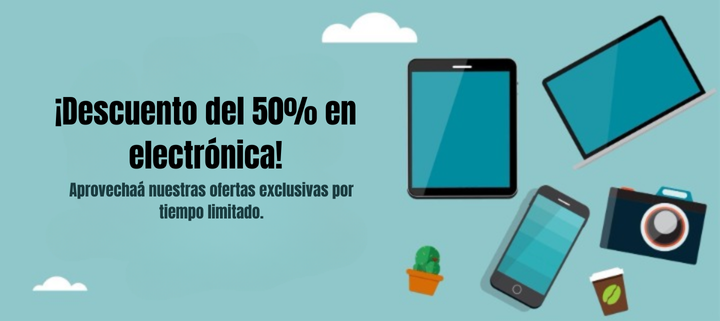 ¡Descuento del 50% en
electrónica!
Aprovechaá nuestras ofertas exclusivas por
tiempo limitado.